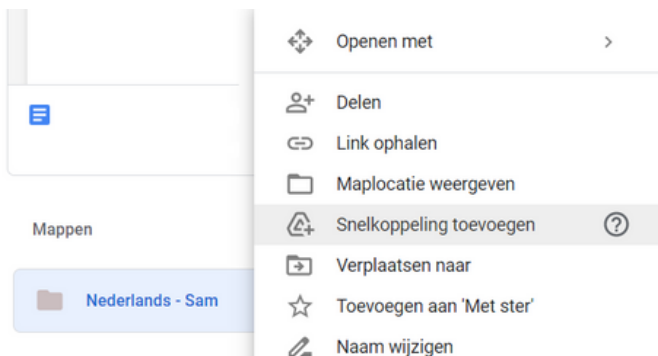 Openen met
Delen
Link ophalen
Maplocatie weergeven
Mappen
Snelkoppeling toevoegen
Verplaatsen naar
Nederlands - Sam
Toevoegen aan 'Met ster'
Naam wijzigen